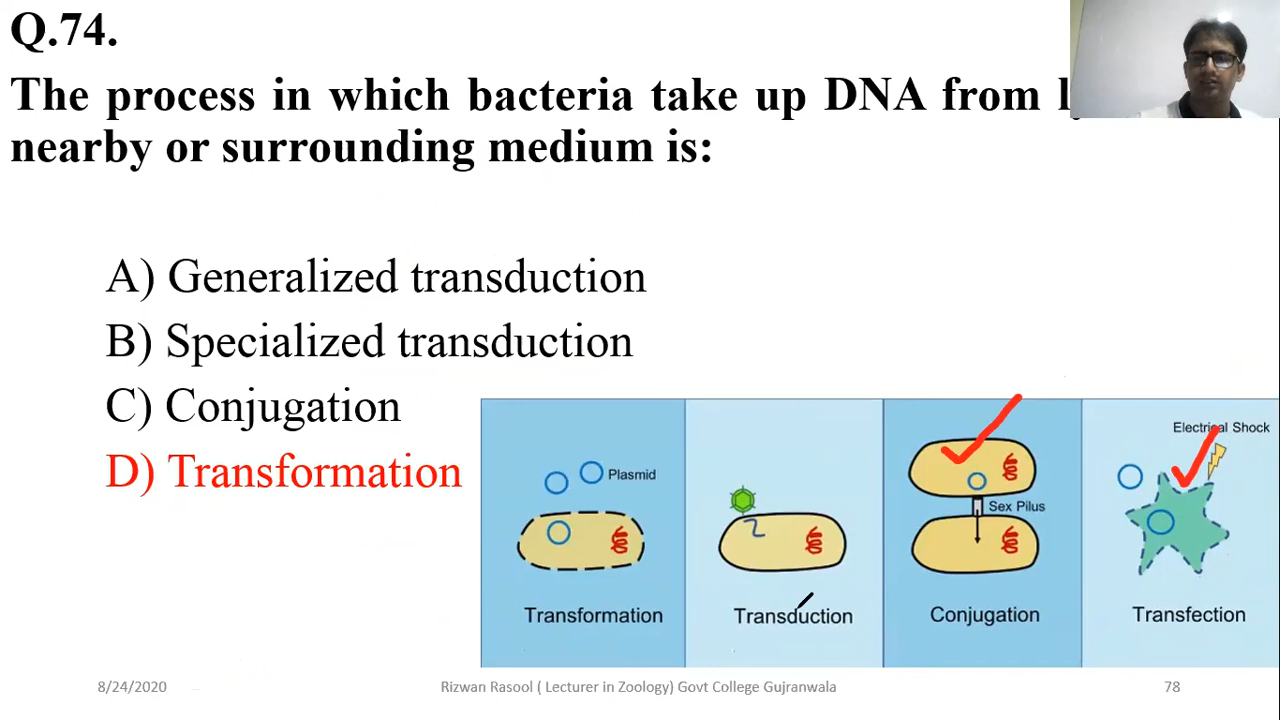 Q.74.
The process in which bacteria take up DNA from
nearby or surrounding medium is:
A) Generalized transduction
B) Specialized transduction
C) Conjugation
D) Transformation
Electrical Shock
Plasmid
Sex Pilus
Transformation
Transduction
Conjugation
Transfection
8/24/2020
Rizwan Rasool ( Lecturer in Zoology) Govt College Gujranwala
78